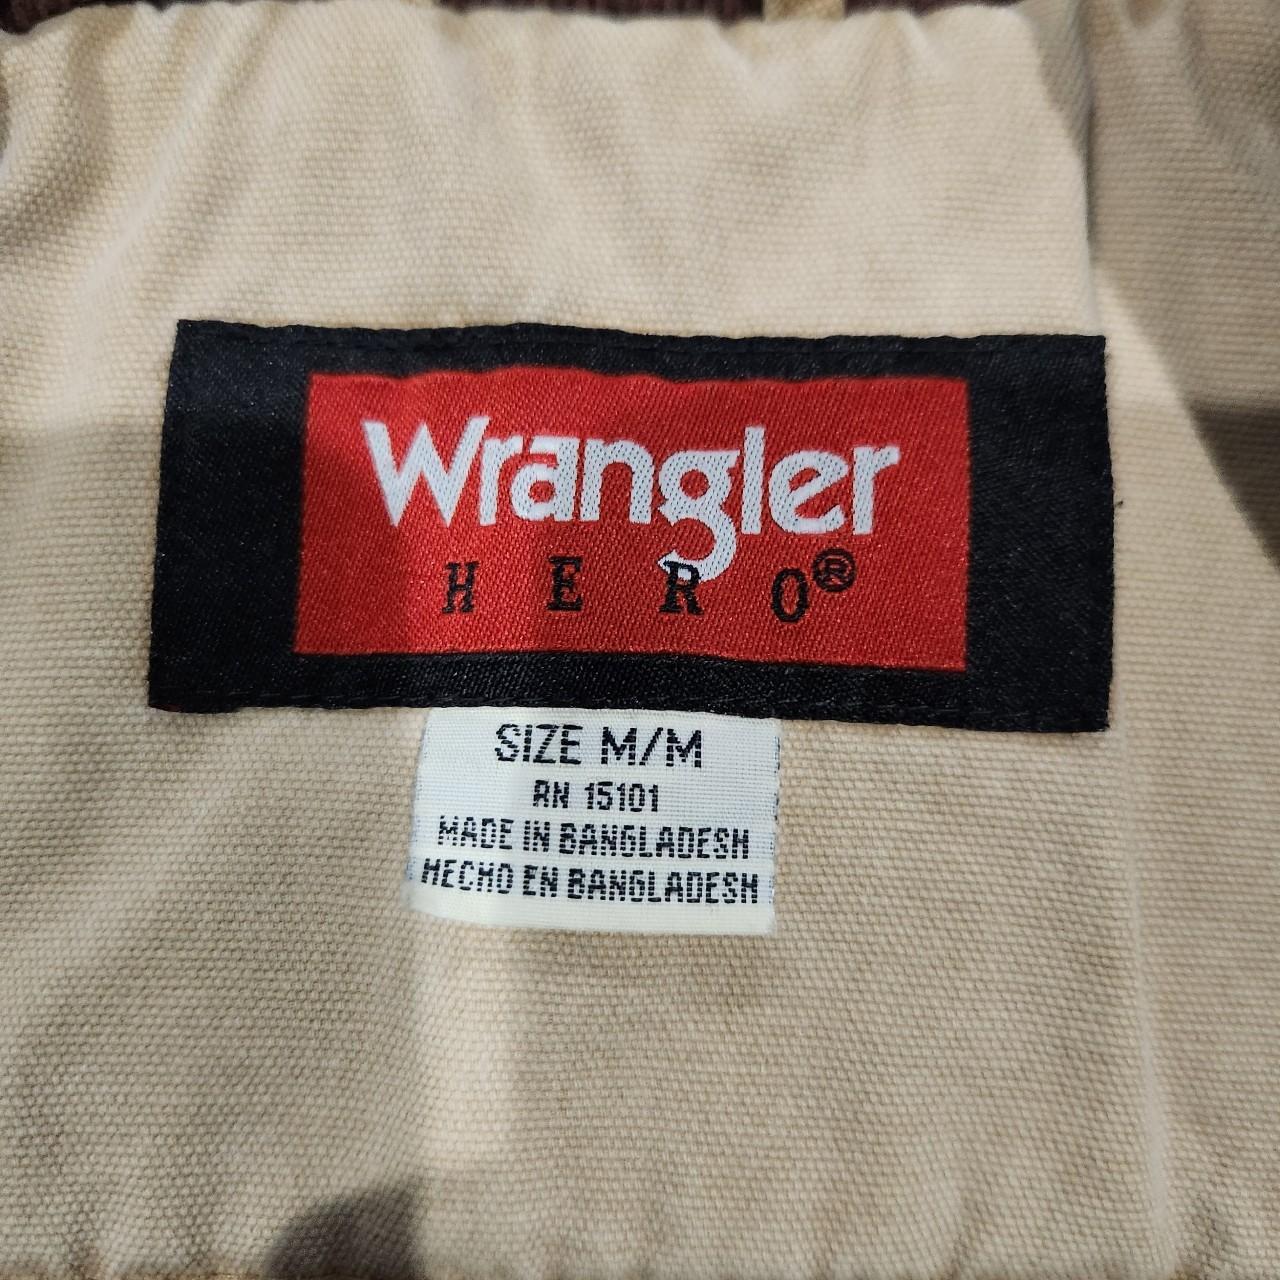 Wrangler
HERO®
SIZE M/M
RN 15101
MADE IN BANGLADESH
HECHO EN BANGLADESH